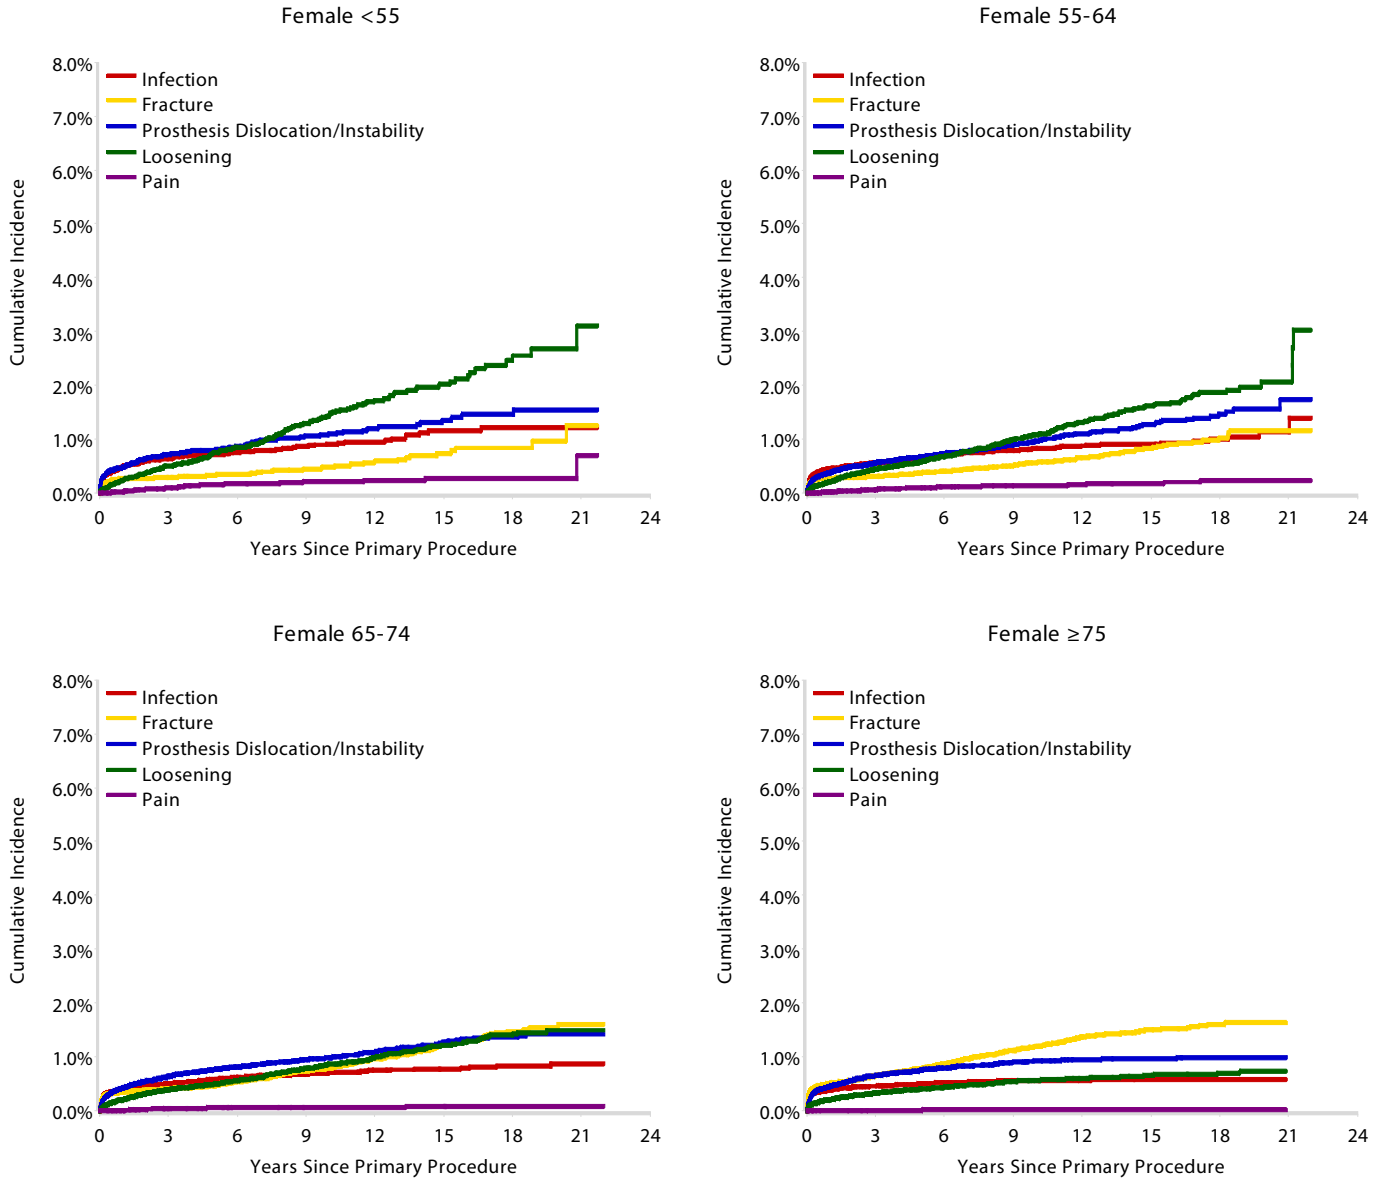 Female <55
8.0%
7.0%
6.0%
5.0%
4.0%
3.0%
2.0%
1.0%
0.0%
Cumulative Incidence
Infection
Fracture
Prosthesis Dislocation/Instability
Loosening
Pain
0 3 6 9 12 15 18 21 24
Years Since Primary Procedure
Female 55-64
8.0%
7.0%
6.0%
5.0%
4.0%
3.0%
2.0%
1.0%
0.0%
Cumulative Incidence
Infection
Fracture
Prosthesis Dislocation/Instability
Loosening
Pain
0 3 6 9 12 15 18 21 24
Years Since Primary Procedure
Female 65-74
8.0%
7.0%
6.0%
5.0%
4.0%
3.0%
2.0%
1.0%
0.0%
Cumulative Incidence
Infection
Fracture
Prosthesis Dislocation/Instability
Loosening
Pain
0 3 6 9 12 15 18 21 24
Years Since Primary Procedure
Female ≥75
8.0%
7.0%
6.0%
5.0%
4.0%
3.0%
2.0%
1.0%
0.0%
Cumulative Incidence
Infection
Fracture
Prosthesis Dislocation/Instability
Loosening
Pain
0 3 6 9 12 15 18 21 24
Years Since Primary Procedure